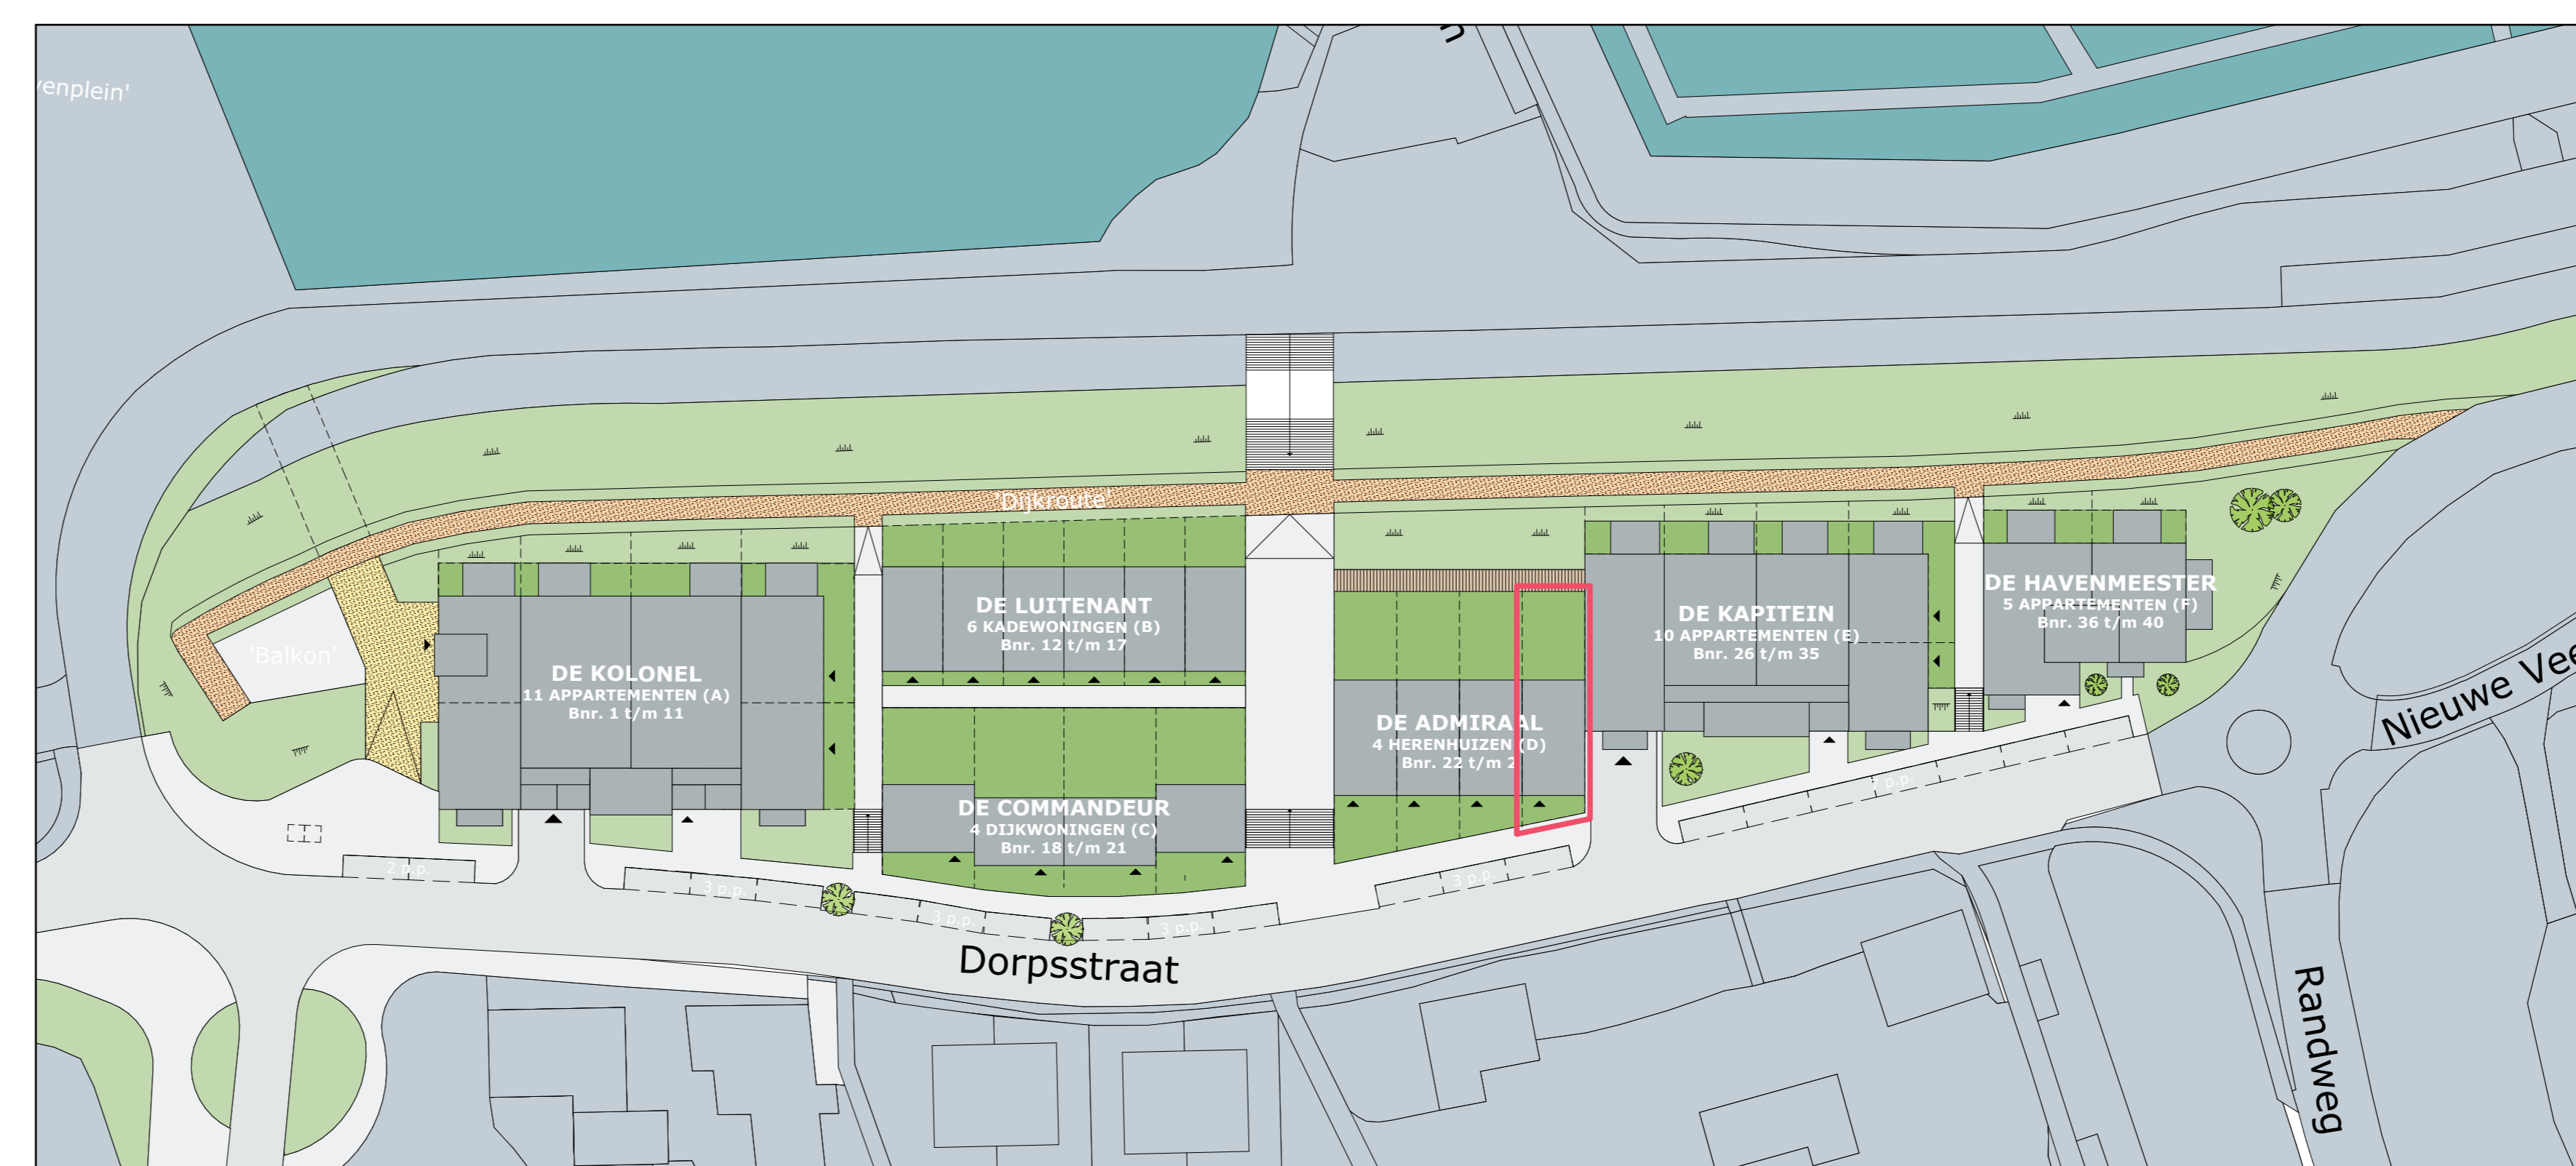 'Dijkroute'
'Balkon'
DE KOLONEL
11 APPARTEMENTEN (A)
Bnr. 1 t/m 11
DE LUITENANT
6 KADEWONINGEN (B)
Bnr. 12 t/m 17
DE COMMANDEUR
4 DIJKWONINGEN (C)
Bnr. 18 t/m 21
DE ADMIRAAL
4 HERENHUIZEN (D)
Bnr. 22 t/m 2
DE KAPITEIN
10 APPARTEMENTEN (E)
Bnr. 26 t/m 35
DE HAVENMEESTER
5 APPARTEMENTEN (F)
Bnr. 36 t/m 40
2 p.p.
3 p.p.
3 p.p.
3 p.p.
3 p.p.
p.p.
Dorpsstraat
Nieuwe Vee
Randweg
venplein'